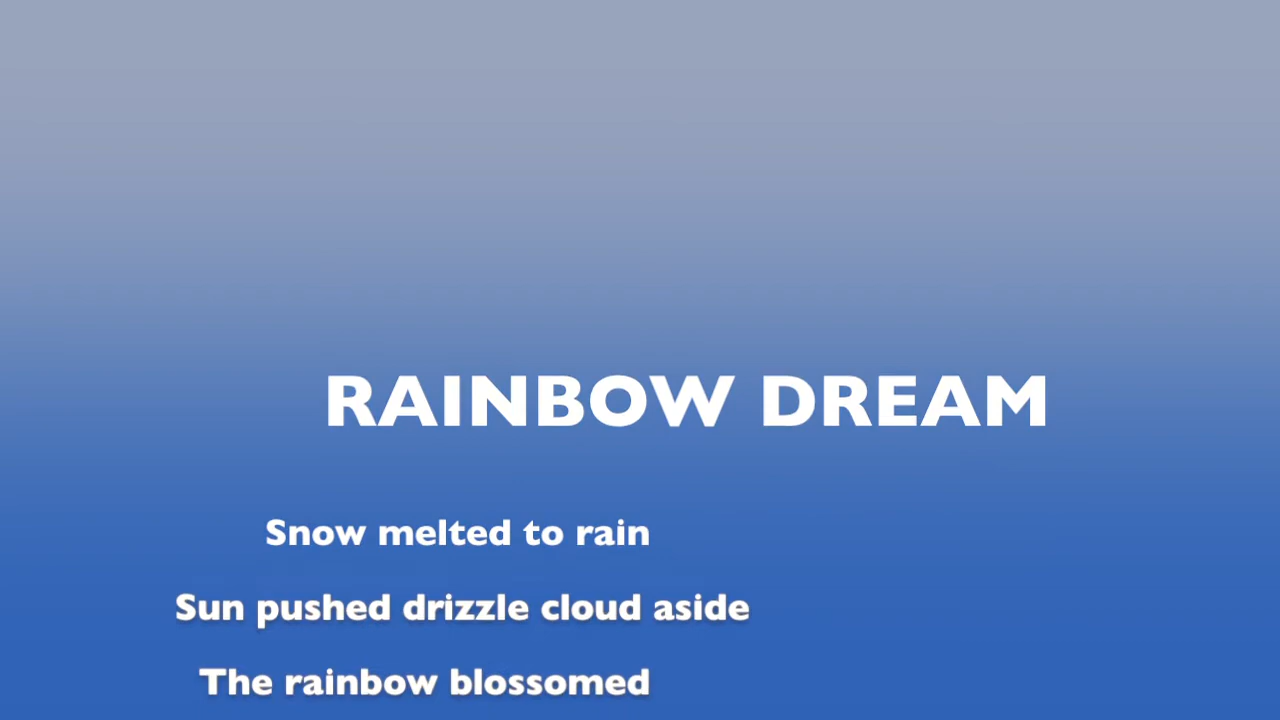 RAINBOW DREAM
Snow melted to rain
Sun pushed drizzle cloud aside
The rainbow blossomed